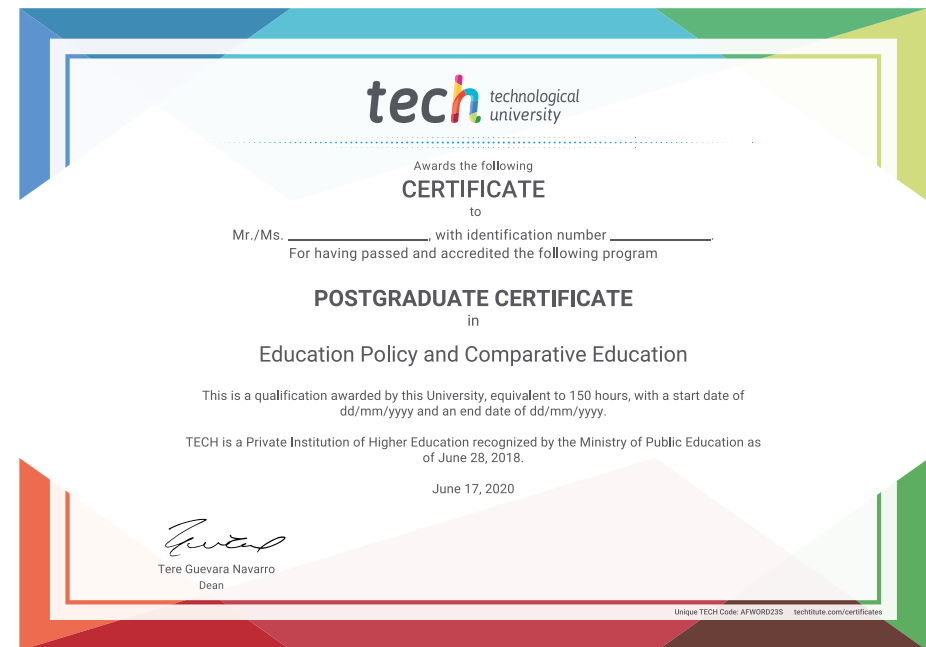 tech technological
university
Awards the following
CERTIFICATE
to
Mr./Ms. ____________, with identification number ____________.
For having passed and accredited the following program
POSTGRADUATE CERTIFICATE
in
Education Policy and Comparative Education
This is a qualification awarded by this University, equivalent to 150 hours, with a start date of
dd/mm/yyyy and an end date of dd/mm/yyyy.
TECH is a Private Institution of Higher Education recognized by the Ministry of Public Education as
of June 28, 2018.
June 17, 2020
Tere Guevara Navarro
Dean
Unique TECH Code: AFWORD23S techtitute.com/certificates